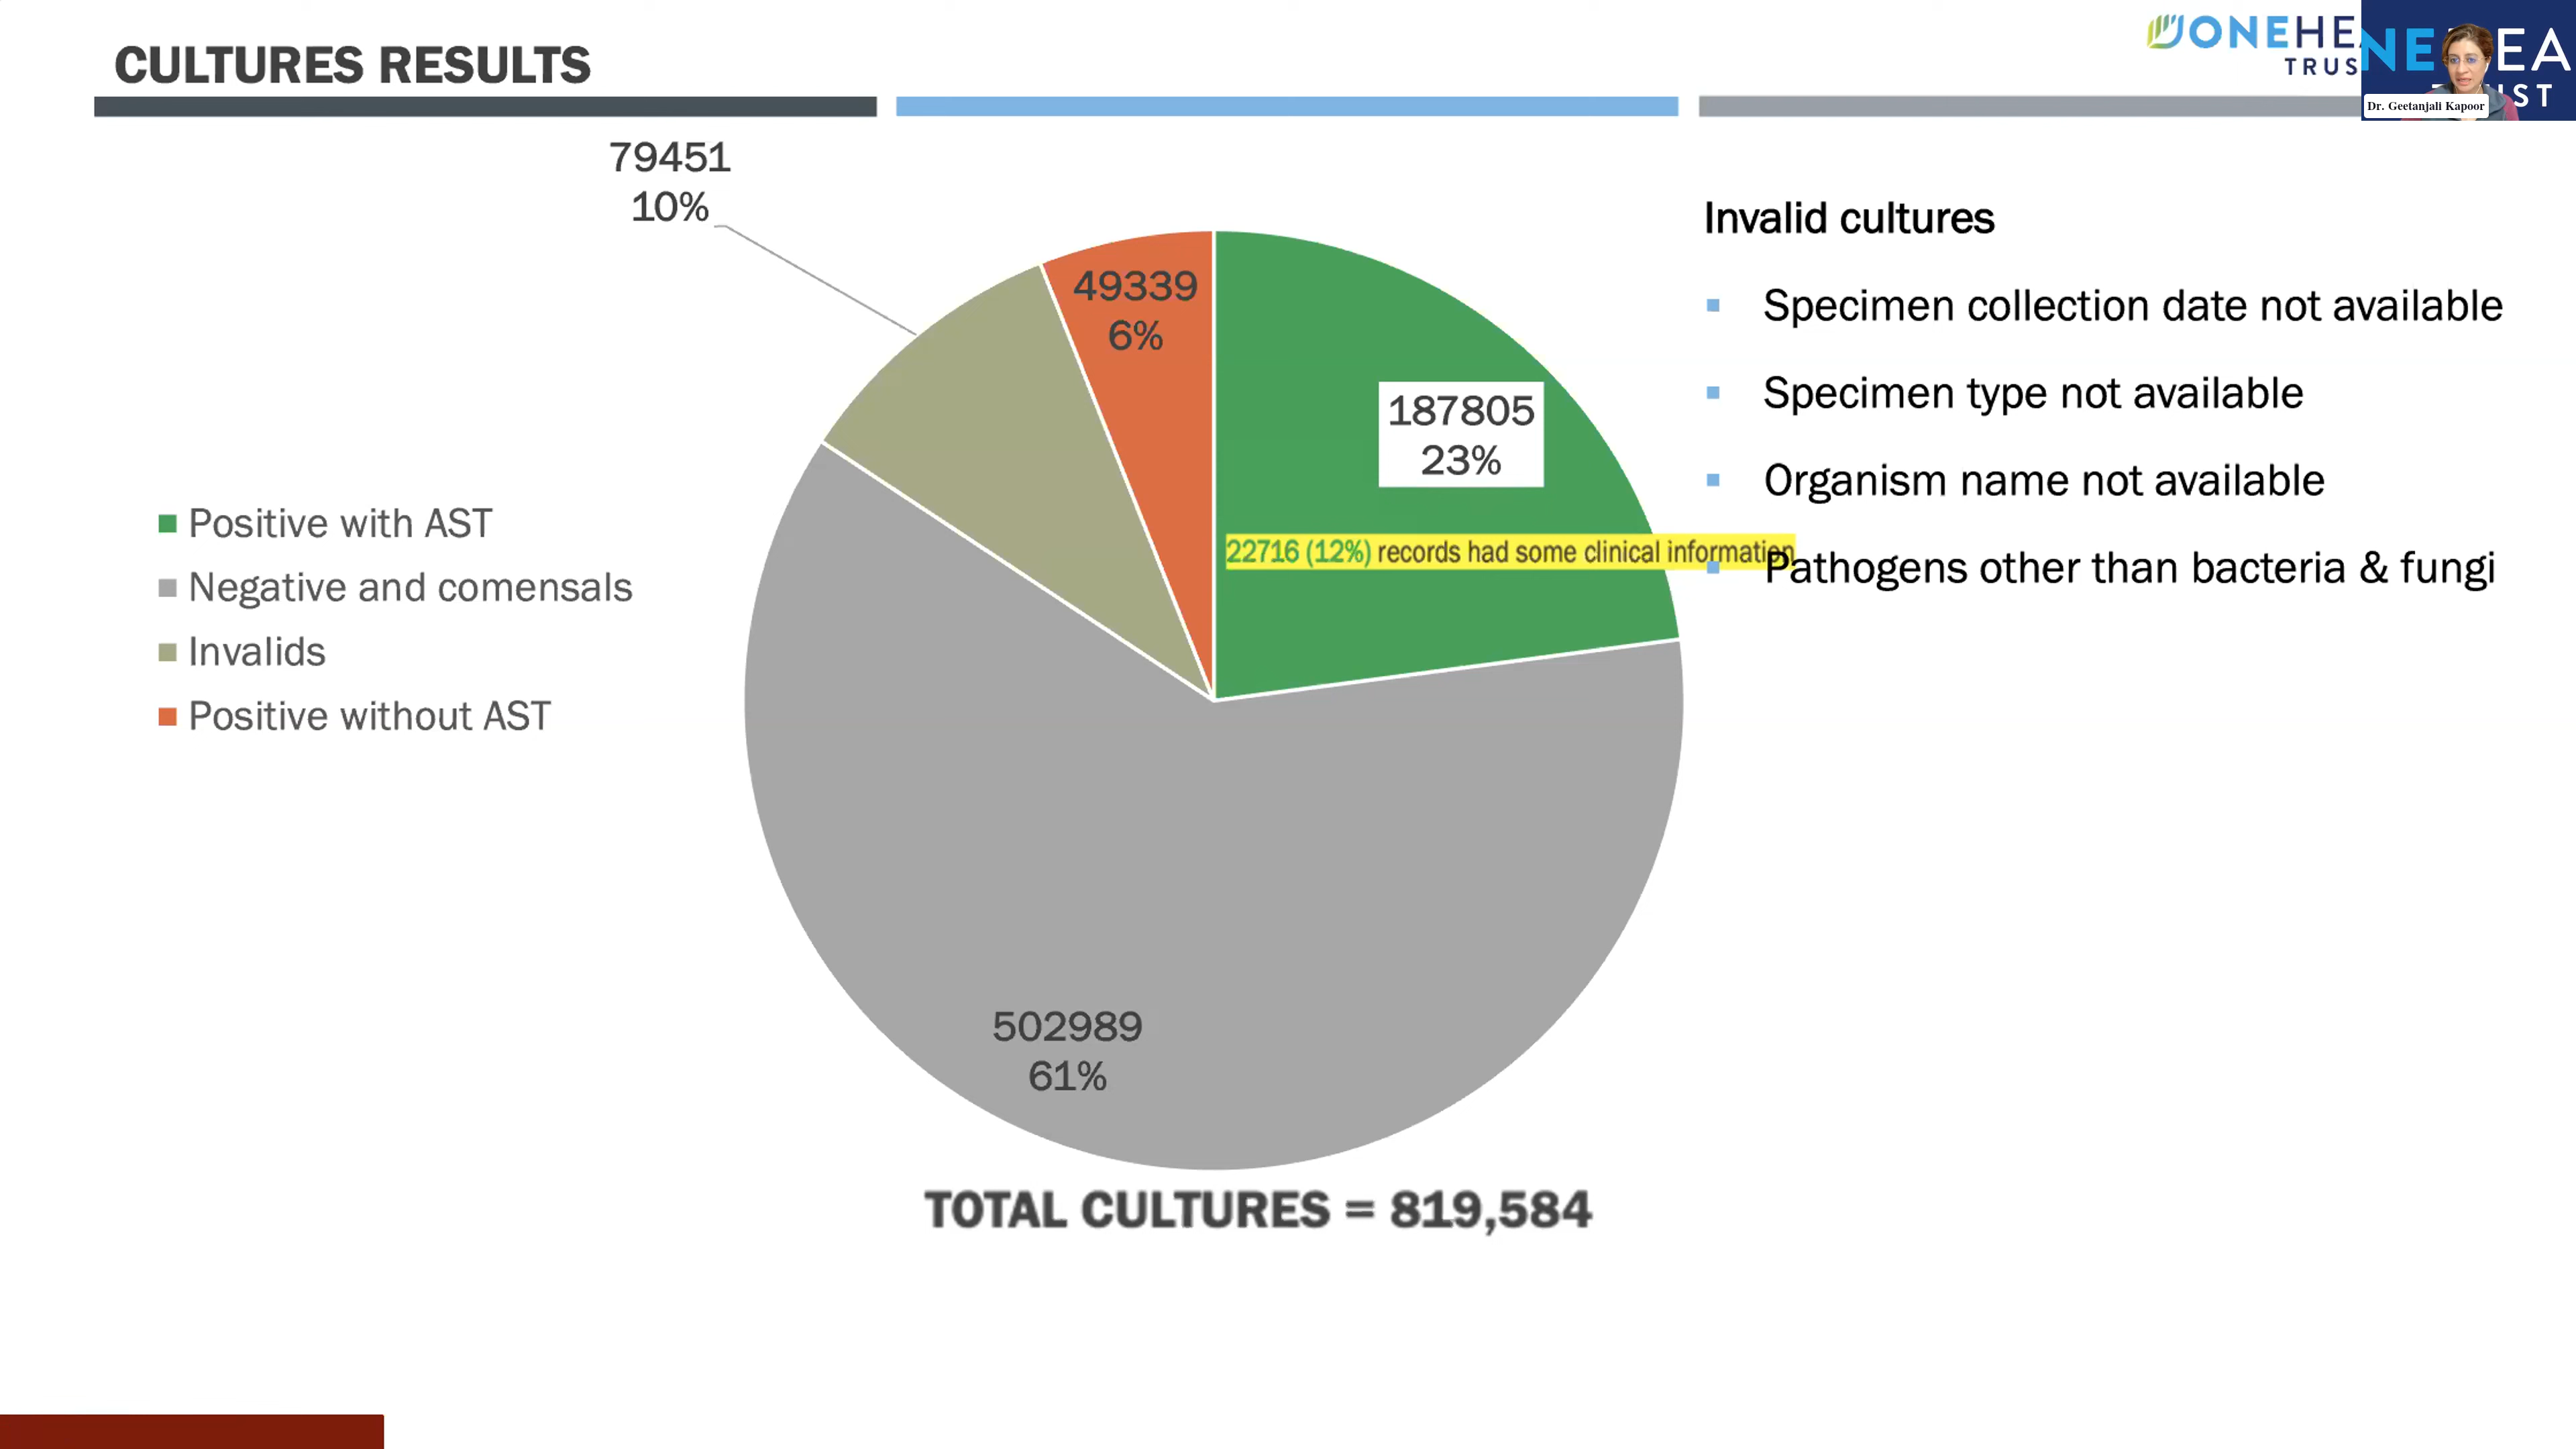 CULTURES RESULTS
ONEHE
TRUS
NE EA
ST
Dr. Geetanjali Kapoor
79451
10%
49339
6%
187805
23%
22716 (12%) records had some clinical information
502989
61%
Positive with AST
Negative and comensals
Invalids
Positive without AST
Invalid cultures
Specimen collection date not available
Specimen type not available
Organism name not available
Pathogens other than bacteria & fungi
TOTAL CULTURES = 819,584